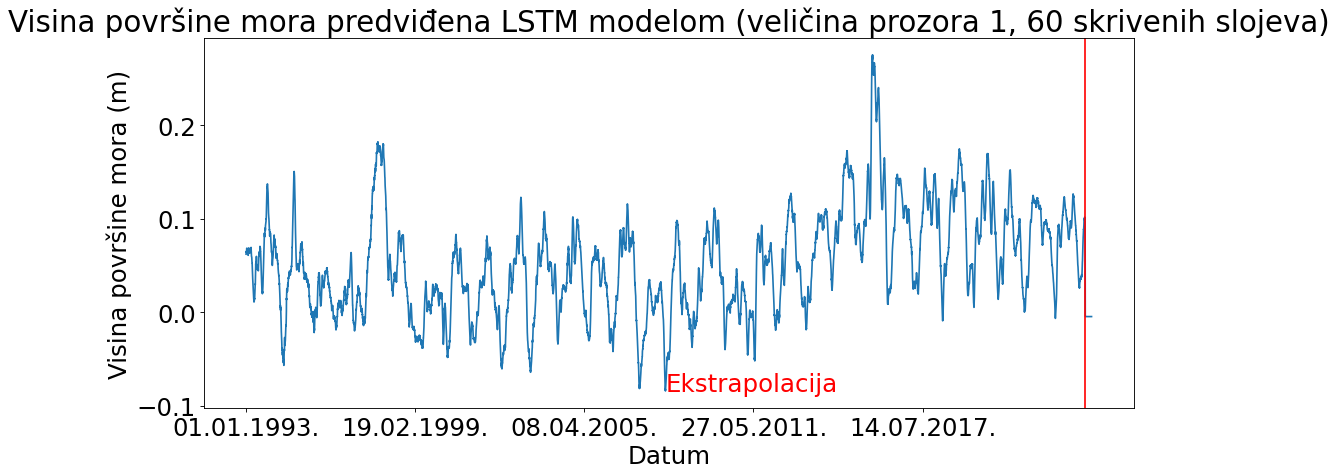 Visina površine mora predviđena LSTM modelom (veličina prozora 1, 60 skrivenih slojeva)
Visina površine mora (m)
0.2
0.1
0.0
−0.1
Ekstrapolacija
01.01.1993. 19.02.1999. 08.04.2005. 27.05.2011. 14.07.2017.
Datum